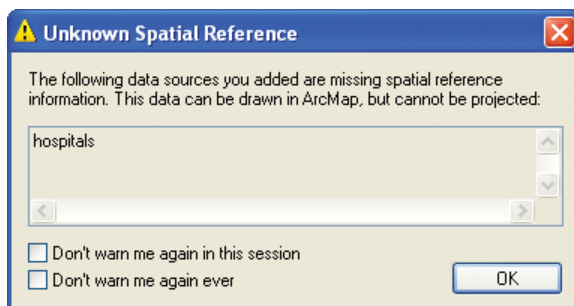 Unknown Spatial Reference
The following data sources you added are missing spatial reference
information. This data can be drawn in ArcMap, but cannot be projected:
hospitals
Don't warn me again in this session
Don't warn me again ever
OK